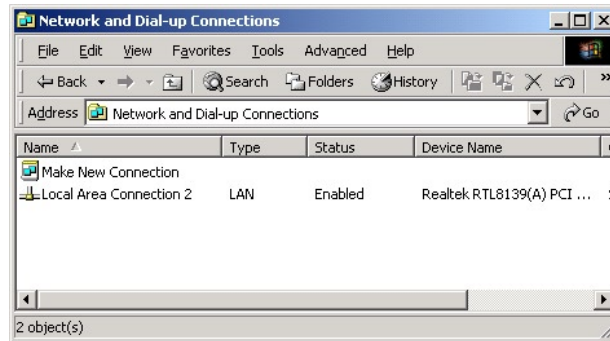 Network and Dial-up Connections
File Edit View Favorites Tools Advanced Help
Back Search Folders History
Address Network and Dial-up Connections Go
Name Type Status Device Name
Make New Connection
Local Area Connection 2 LAN Enabled Realtek RTL8139(A) PCI ...
2 object(s)